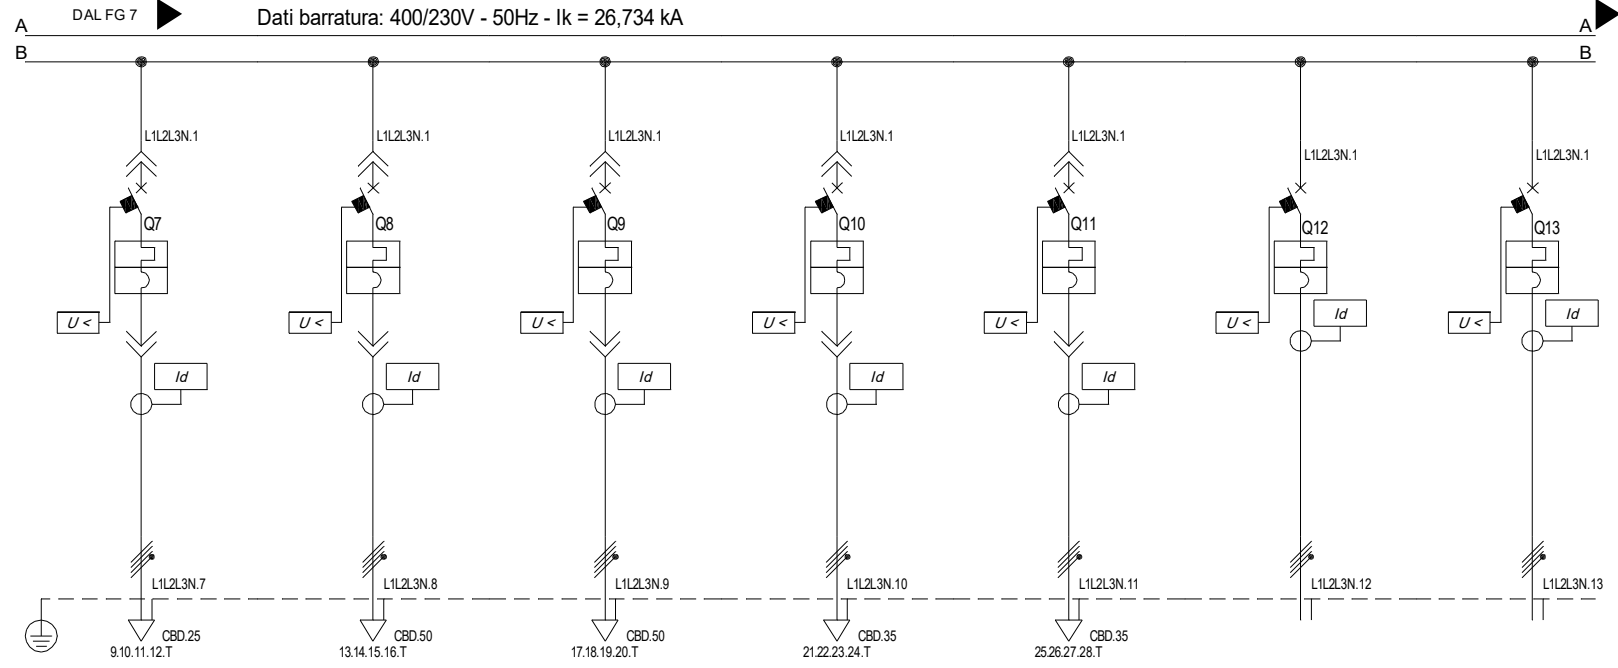 DAL FG 7
Dati barratura: 400/230V - 50Hz - Ik = 26,734 kA
A
A
B
B
L1L2L3N.1
L1L2L3N.1
L1L2L3N.1
L1L2L3N.1
L1L2L3N.1
L1L2L3N.1
L1L2L3N.1
Q7
Q8
Q9
Q10
Q11
Q12
Q13
U <
U <
U <
U <
U <
U <
U <
Id
Id
Id
Id
Id
Id
Id
L1L2L3N.7
L1L2L3N.8
L1L2L3N.9
L1L2L3N.10
L1L2L3N.11
L1L2L3N.12
L1L2L3N.13
CBD.25
CBD.50
CBD.50
CBD.35
CBD.35
9.10.11.12.T
13.14.15.16.T
17.18.19.20.T
21.22.23.24.T
25.26.27.28.T